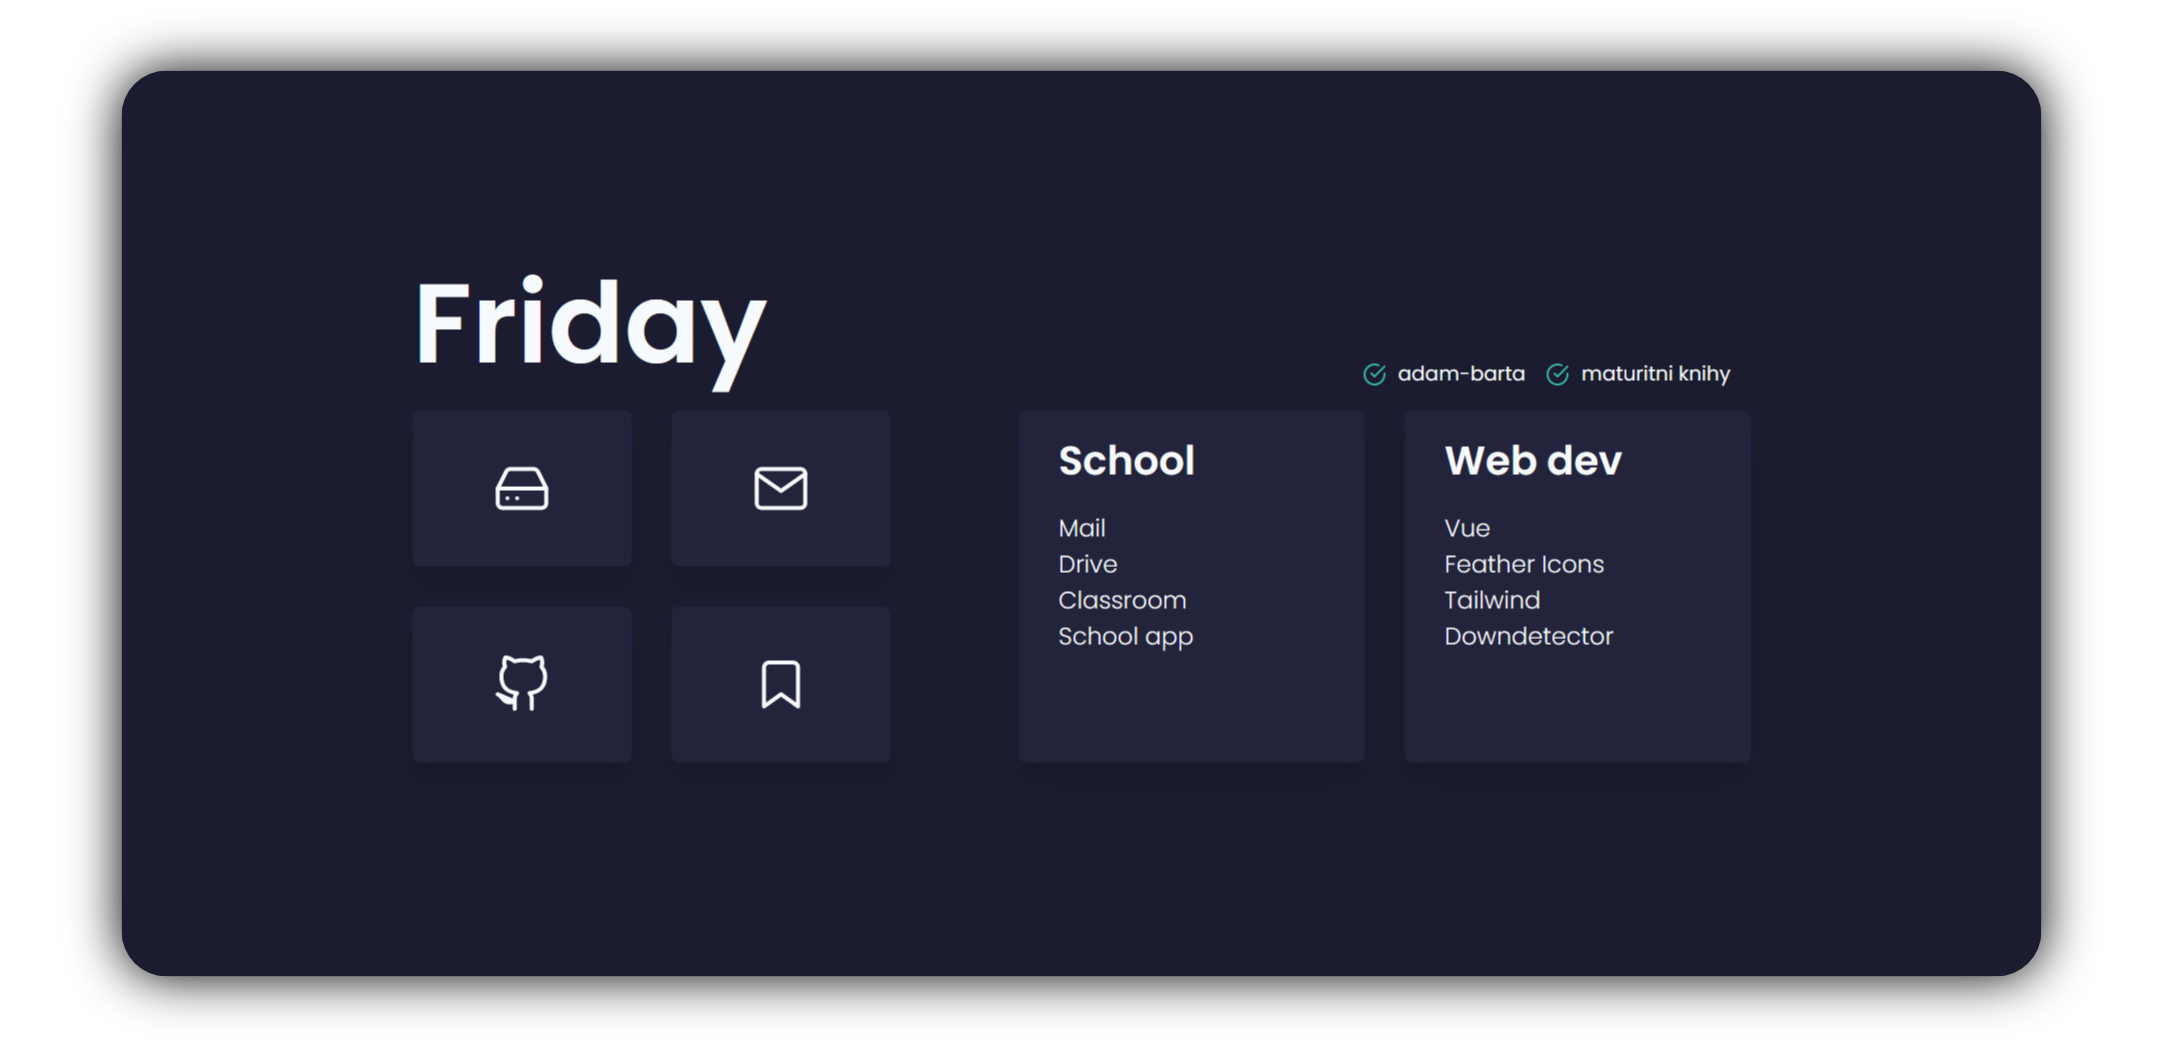 Friday
adam-barta maturitni knihy
School
Mail
Drive
Classroom
School app
Web dev
Vue
Feather Icons
Tailwind
Downdetector